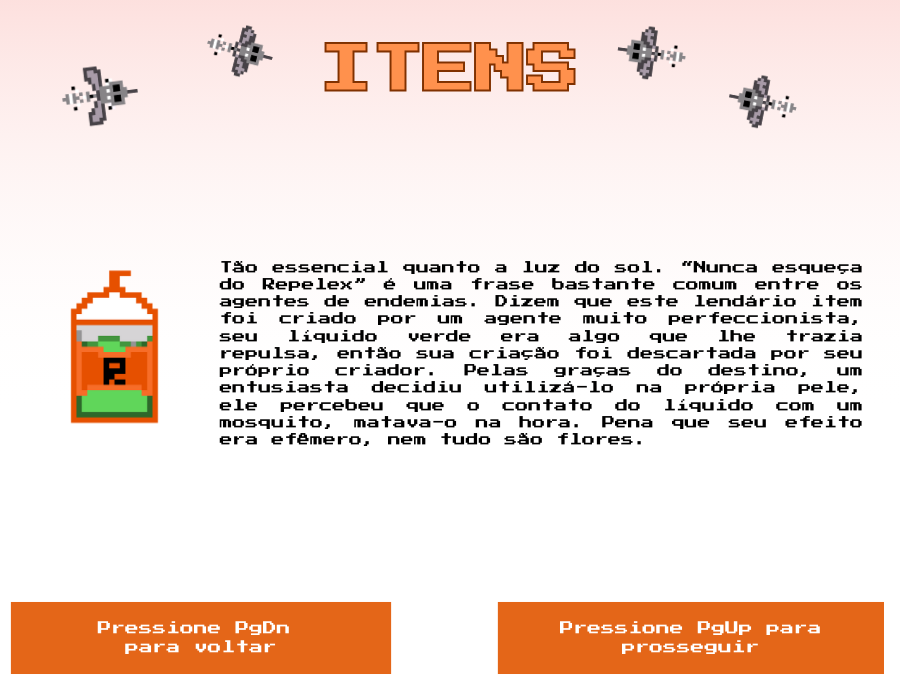 ITENS
Tão essencial quanto a luz do sol. “Nunca esqueça
do Repelex” é uma frase bastante comum entre os
agentes de endemias. Dizem que este lendário item
foi criado por um agente muito perfeccionista,
seu líquido verde era algo que lhe trazia
repulsa, então sua criação foi descartada por seu
próprio criador. Pelas graças do destino, um
entusiasta decidiu utilizá-lo na própria pele,
ele percebeu que o contato do líquido com um
mosquito, matava-o na hora. Pena que seu efeito
era efêmero, nem tudo são flores.
R
Pressione PgDn
para voltar
Pressione PgUp para
prosseguir